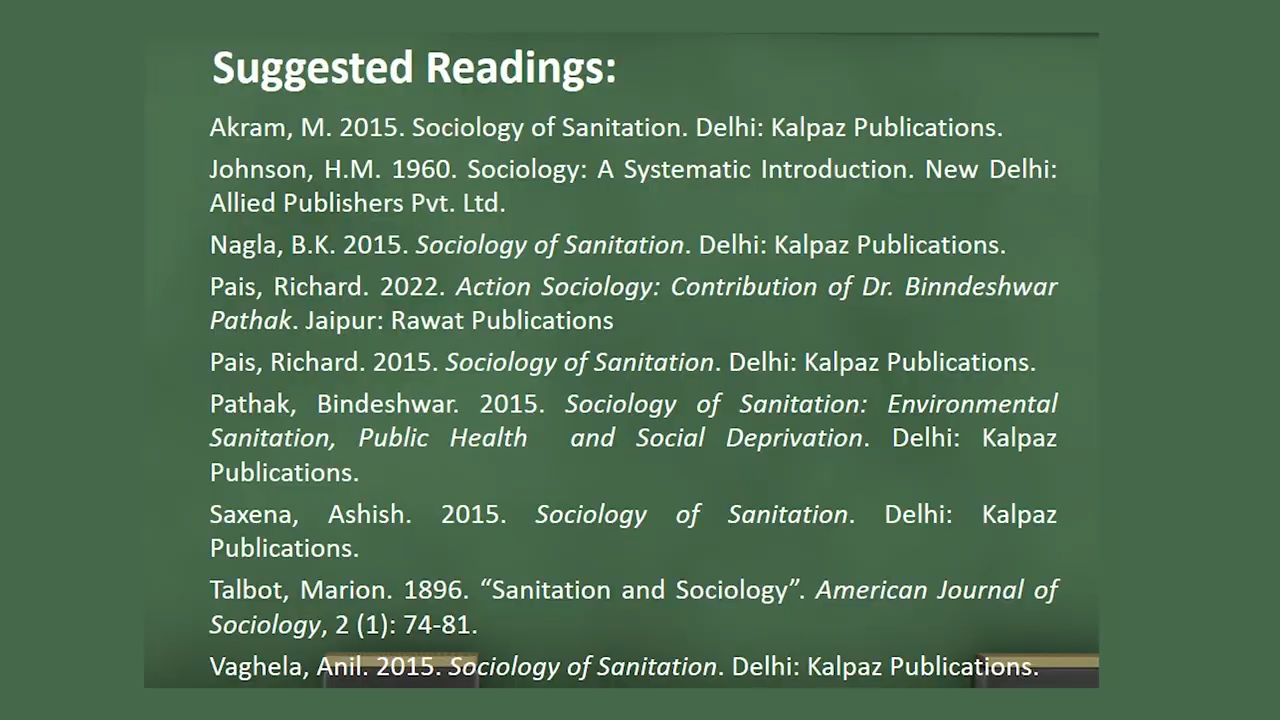 Suggested Readings:
Akram, M. 2015. Sociology of Sanitation. Delhi: Kalpaz Publications.
Johnson, H.M. 1960. Sociology: A Systematic Introduction. New Delhi:
Allied Publishers Pvt. Ltd.
Nagla, B.K. 2015. Sociology of Sanitation. Delhi: Kalpaz Publications.
Pais, Richard. 2022. Action Sociology: Contribution of Dr. Binndeshwar
Pathak. Jaipur: Rawat Publications
Pais, Richard. 2015. Sociology of Sanitation. Delhi: Kalpaz Publications.
Pathak, Bindeshwar. 2015. Sociology of Sanitation: Environmental
Sanitation, Public Health and Social Deprivation. Delhi: Kalpaz
Publications.
Saxena, Ashish. 2015. Sociology of Sanitation. Delhi: Kalpaz
Publications.
Talbot, Marion. 1896. “Sanitation and Sociology”. American Journal of
Sociology, 2 (1): 74-81.
Vaghela, Anil. 2015. Sociology of Sanitation. Delhi: Kalpaz Publications.